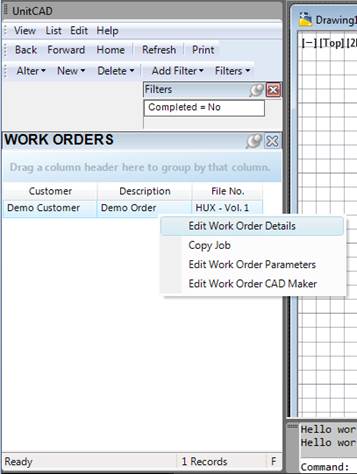 UnitCAD
Drawing1
View List Edit Help
Back Forward Home Refresh Print
[−][Top][2
Alter New Delete Add Filter Filters
Filters
Completed = No
WORK ORDERS
Drag a column header here to group by that column.
Customer Description File No.
Demo Customer Demo Order HUX - Vol. 1
Edit Work Order Details
Copy Job
Edit Work Order Parameters
Edit Work Order CAD Maker
Hello wor
Hello wor
Ready 1 Records F
Command: